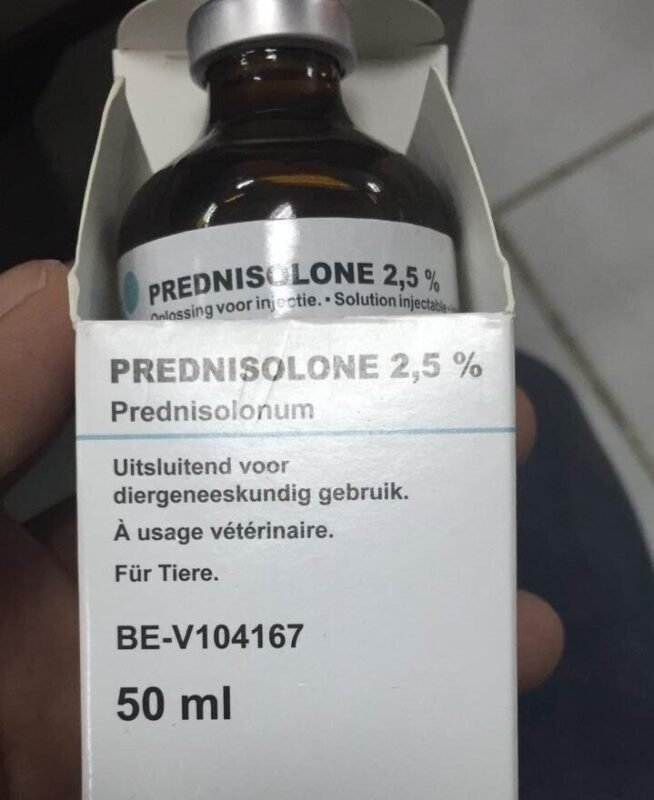 PREDNISOLONE 2,5 %
Oplossing voor injectie. • Solution injectable
PREDNISOLONE 2,5 %
Prednisolonum
Uitsluitend voor
diergeneeskundig gebruik.
À usage vétérinaire.
Für Tiere.
BE-V104167
50 ml